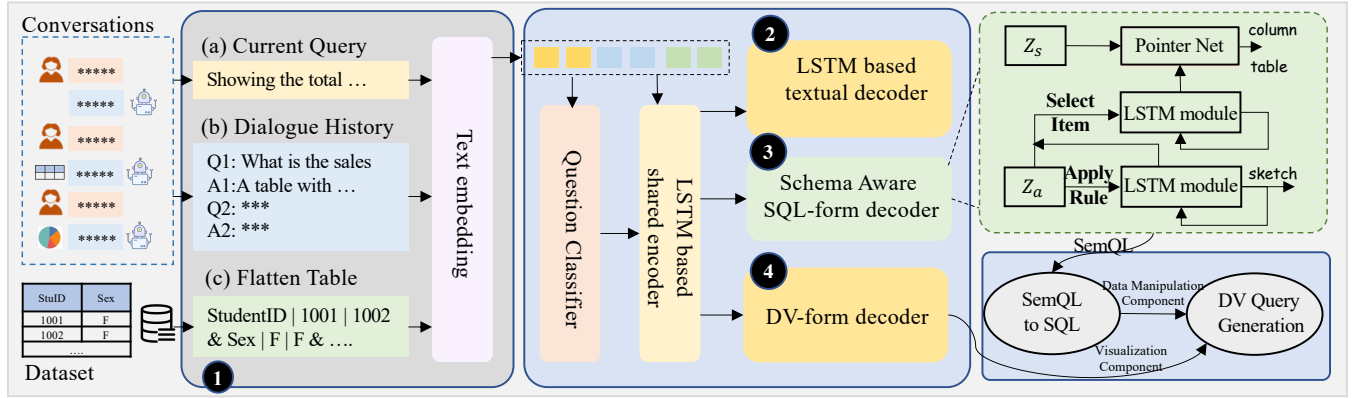 Conversations
*****
*****
*****
*****
*****
*****
StuID Sex
1001 F
1002 F
....
Dataset
(a) Current Query
Showing the total …
(b) Dialogue History
Q1: What is the sales
A1:A table with …
Q2: ***
A2: ***
(c) Flatten Table
StudentID | 1001 | 1002
& Sex | F | F & ….
1
Text embedding
Question Classifier
LSTM based
shared encoder
2
LSTM based
textual decoder
3
Schema Aware
SQL-form decoder
4
DV-form decoder
Zs
Pointer Net
column
table
Select
Item
LSTM module
Za
Apply
Rule
LSTM module
sketch
SemQL
SemQL
to SQL
Data Manipulation
Component
DV Query
Generation
Visualization
Component